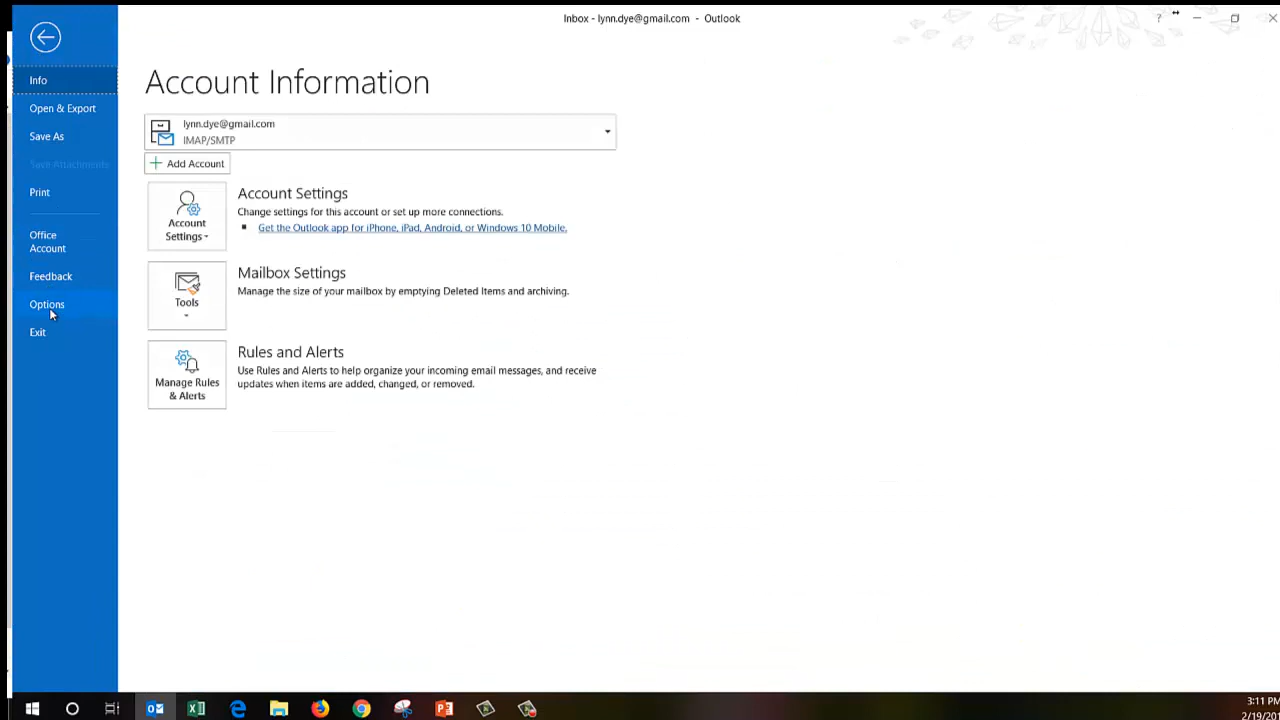 Inbox - lynn.dye@gmail.com - Outlook
?
Info
Open & Export
Save As
Save Attachments
Print
Office
Account
Feedback
Options
Exit
Account Information
lynn.dye@gmail.com
IMAP/SMTP
Add Account
Account
Settings
Account Settings
Change settings for this account or set up more connections.
Get the Outlook app for iPhone, iPad, Android, or Windows 10 Mobile.
Tools
Mailbox Settings
Manage the size of your mailbox by emptying Deleted Items and archiving.
Manage Rules
& Alerts
Rules and Alerts
Use Rules and Alerts to help organize your incoming email messages, and receive
updates when items are added, changed, or removed.
3:11 PM
2/19/20